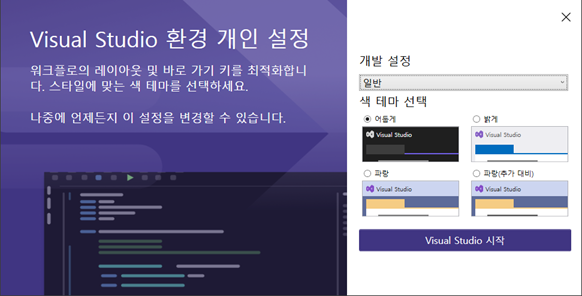 Visual Studio 환경 개인 설정
워크플로의 레이아웃 및 바로 가기 키를 최적화합니
다. 스타일에 맞는 색 테마를 선택하세요.
나중에 언제든지 이 설정을 변경할 수 있습니다.
개발 설정
일반
색 테마 선택
어둡게
밝게
Visual Studio
Visual Studio
파랑
파랑(추가 대비)
Visual Studio
Visual Studio
Visual Studio 시작